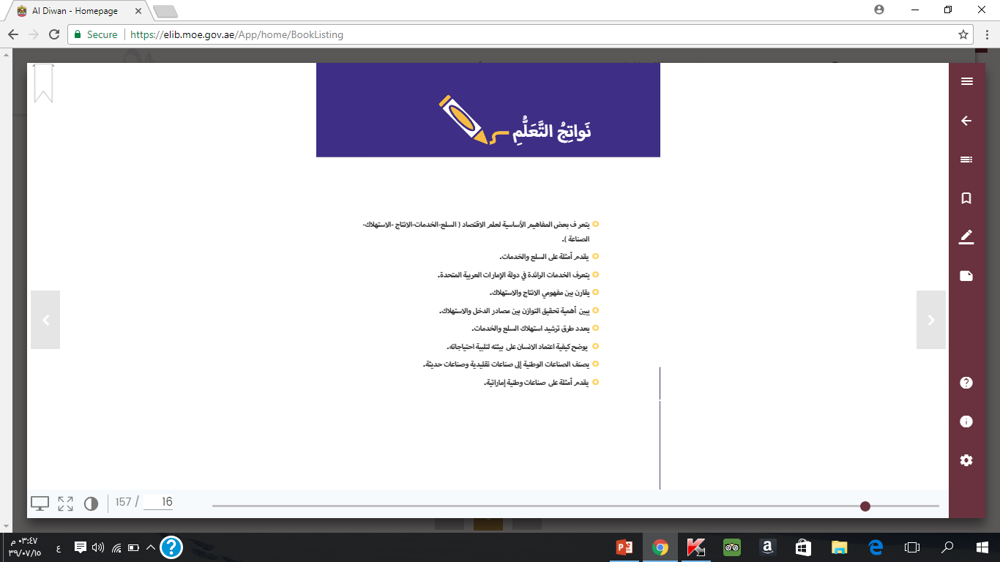 Al Diwan - Homepage
Secure
https://elib.moe.gov.ae/App/home/BookListing
نَواتِجُ التَّعَلُّمِ
يتعر ف بعض المفاهيم الأساسية لعلم الاقتصاد ( السلع-الخدمات-الانتاج -الاستهلاك-
الصناعة ).
يقدم أمثلة على السلع والخدمات.
يتعرف الخدمات الرائدة في دولة الإمارات العربية المتحدة.
يقارن بين مفهومي الانتاج والاستهلاك.
يبين أهمية تحقيق التوازن بين مصادر الدخل والاستهلاك.
يعدد طرق ترشيد استهلاك السلع والخدمات.
يوضح كيفية اعتماد الانسان على بيئته لتلبية احتياجاته.
يصنف الصناعات الوطنية إلى صناعات تقليدية وصناعات حديثة.
يقدم أمثلة على صناعات وطنية إماراتية.
157 / 16
ع
٠٣:٤٧ م
٣٩/٠٧/١٥